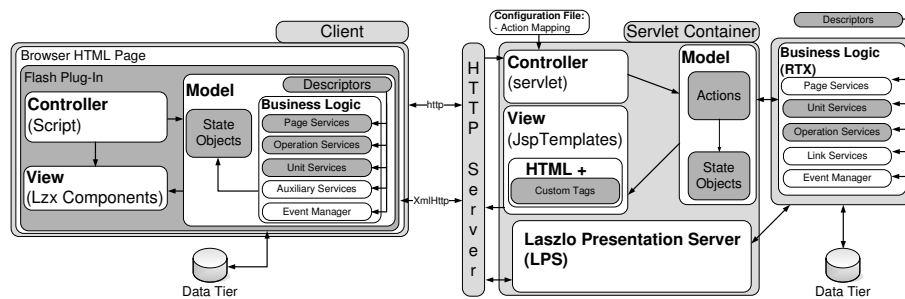 Client
Browser HTML Page
Flash Plug-In
Controller
(Script)
View
(Lzx Components)
Model
State
Objects
Descriptors
Business Logic
Page Services
Operation Services
Unit Services
Auxiliary Services
Event Manager
Data Tier
http
XmlHttp
HTTP Server
Configuration File:
- Action Mapping
Servlet Container
Controller
(servlet)
View
(JspTemplates)
HTML +
Custom Tags
Model
Actions
State
Objects
Laszlo Presentation Server
(LPS)
Descriptors
Business Logic
(RTX)
Page Services
Unit Services
Operation Services
Link Services
Event Manager
Data Tier